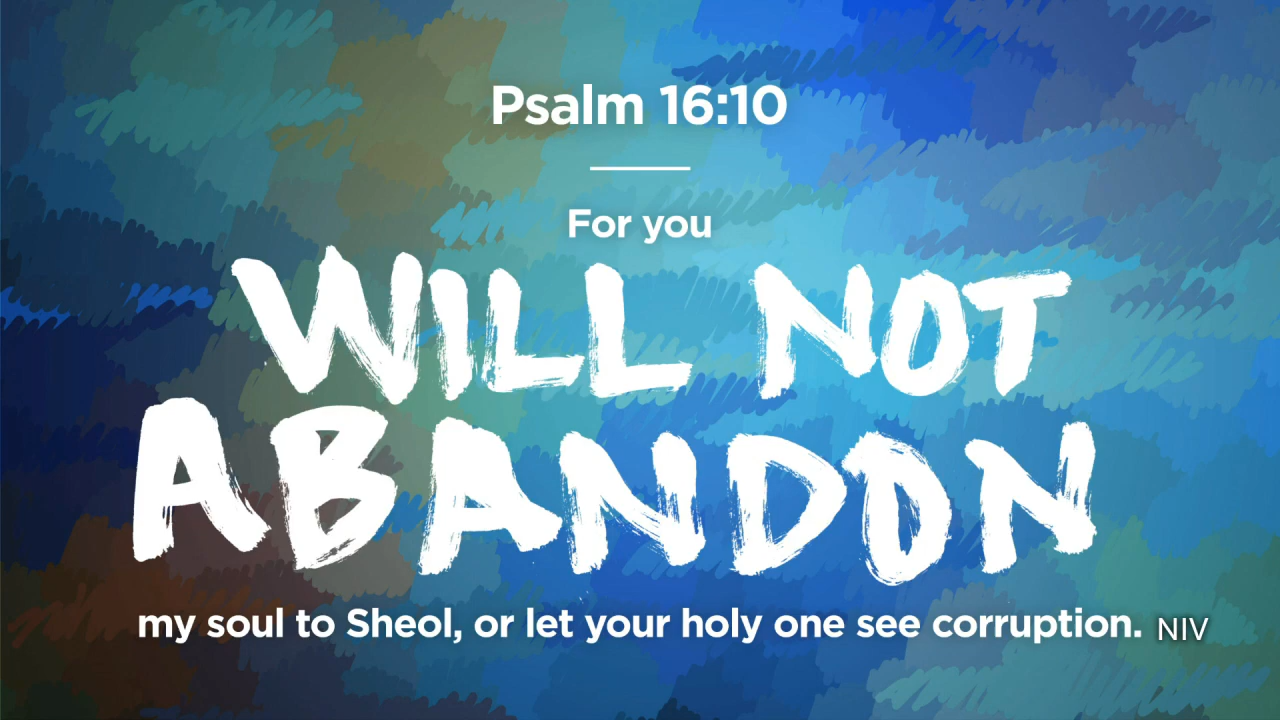 Psalm 16:10
For you
WILL NOT
ABANDON
my soul to Sheol, or let your holy one see corruption. NIV